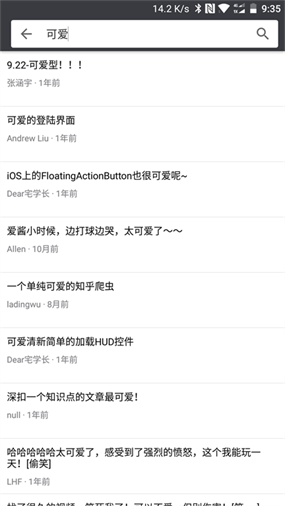 14.2 K/s 9:35
可爱
9.22-可爱型！！！
张涵宇 · 1年前
可爱的登陆界面
Andrew Liu · 1年前
iOS上的FloatingActionButton也很可爱呢~
Dear宅学长 · 1年前
爱酱小时候，边打球边哭，太可爱了～～
Allen · 10月前
一个单纯可爱的知乎爬虫
ladingwu · 8月前
可爱清新简单的加载HUD控件
Dear宅学长 · 1年前
深扣一个知识点的文章最可爱！
null · 1年前
哈哈哈哈哈太可爱了，感受到了强烈的愤怒，这个我能玩一
天！[偷笑]
LHF · 1年前